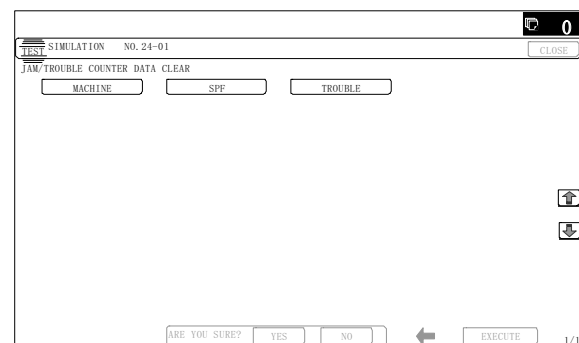 0
TEST SIMULATION NO. 24-01 CLOSE
JAM/TROUBLE COUNTER DATA CLEAR
MACHINE SPF TROUBLE
ARE YOU SURE? YES NO EXECUTE 1/1